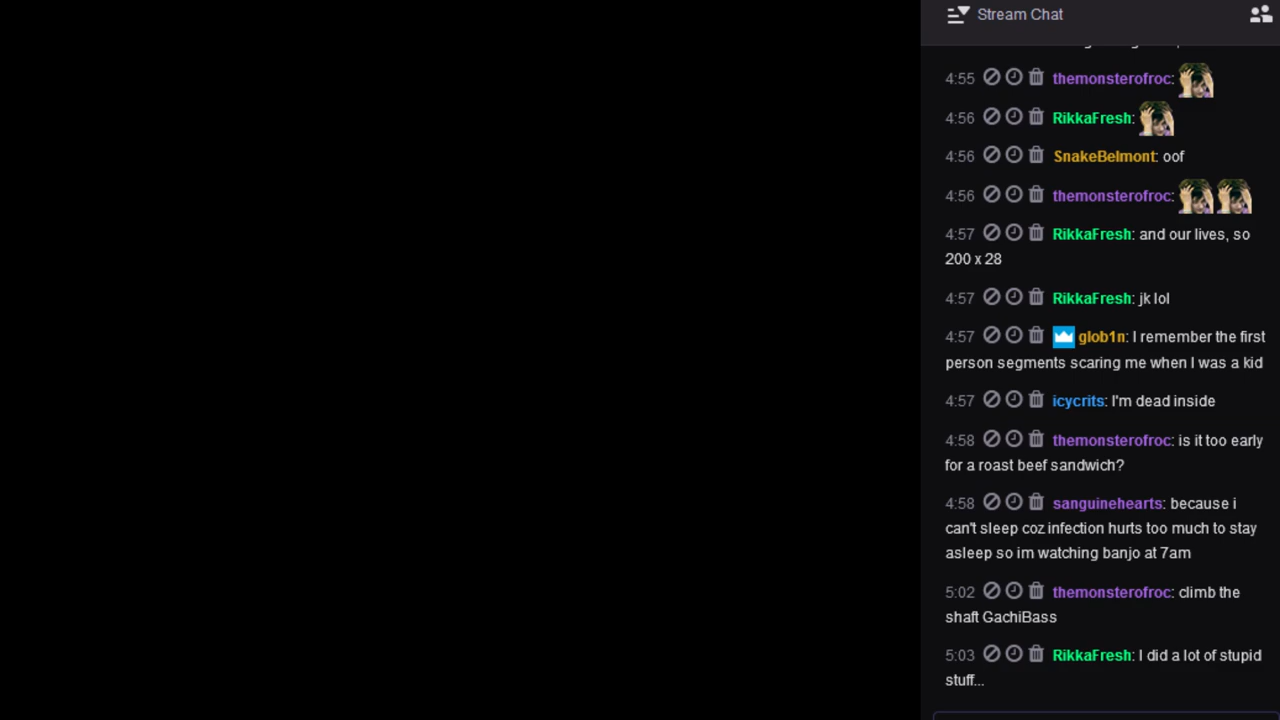 Stream Chat
4:55 themonsterofroc:
4:56 RikkaFresh:
4:56 SnakeBelmont: oof
4:56 themonsterofroc:
4:57 RikkaFresh: and our lives, so
200 x 28
4:57 RikkaFresh: jk lol
4:57 glob1n: I remember the first
person segments scaring me when I was a kid
4:57 icycrits: I'm dead inside
4:58 themonsterofroc: is it too early
for a roast beef sandwich?
4:58 sanguinehearts: because i
can't sleep coz infection hurts too much to stay
asleep so im watching banjo at 7am
5:02 themonsterofroc: climb the
shaft GachiBass
5:03 RikkaFresh: I did a lot of stupid
stuff...